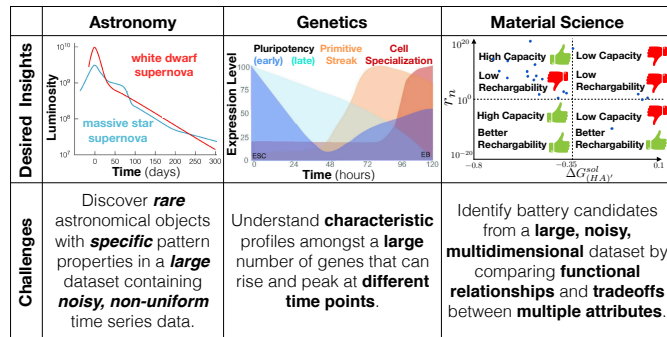 Astronomy
Genetics
Material Science
Desired Insights
Luminosity
10^10
10^9
10^8
10^7
white dwarf
supernova
massive star
supernova
0 50 100 150 200 250 300
Time (days)
Expression Level
Pluripotency
(early) (late)
Primitive
Streak
Cell
Specialization
100
75
50
25
0
ESC
EB
0 24 48 72 96 120
Time (hours)
r_n
10^20
10^0
10^-20
High Capacity
Low
Rechargability
Low Capacity
Low
Rechargability
High Capacity
Better
Rechargability
Low Capacity
Better
Rechargability
-0.8 -0.35 0.1
ΔG^sol_(HA)'
Challenges
Discover rare
astronomical objects
with specific pattern
properties in a large
dataset containing
noisy, non-uniform
time series data.
Understand characteristic
profiles amongst a large
number of genes that can
rise and peak at different
time points.
Identify battery candidates
from a large, noisy,
multidimensional dataset by
comparing functional
relationships and tradeoffs
between multiple attributes.